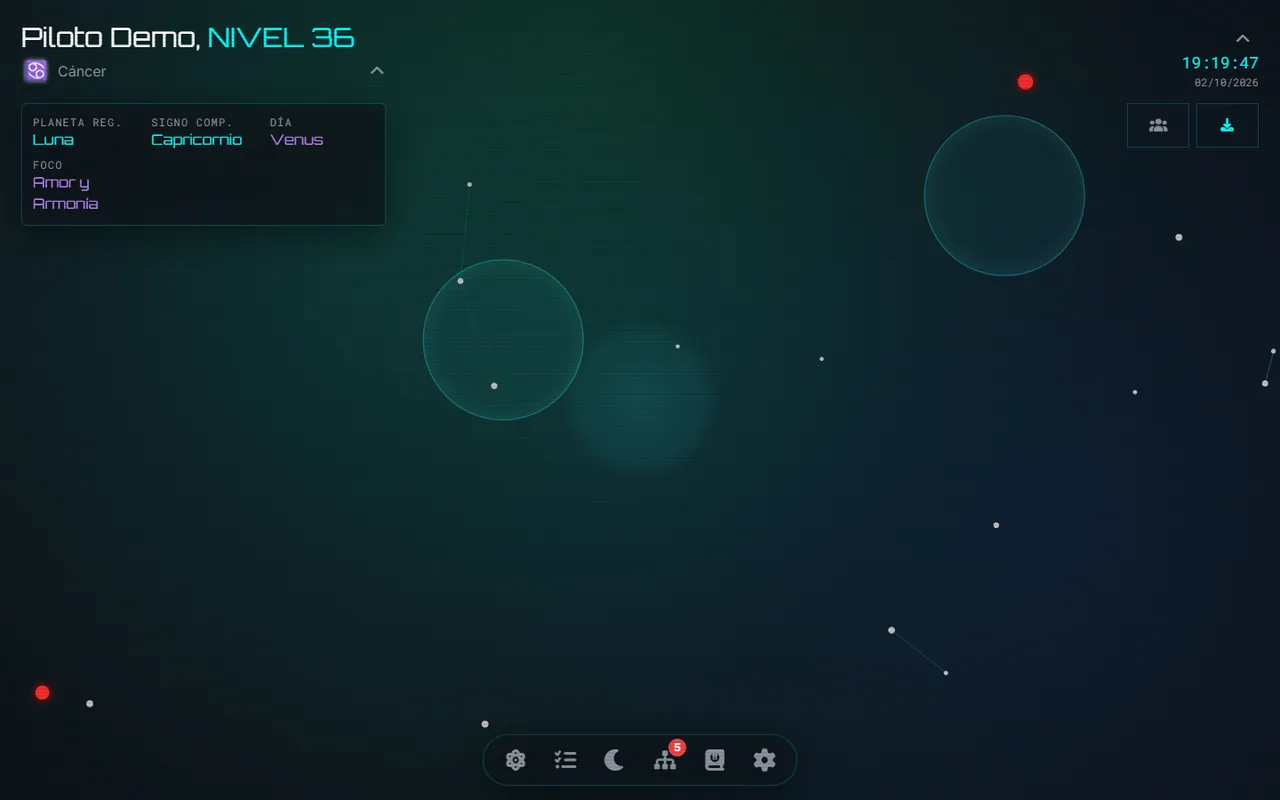 Piloto Demo, NIVEL 36
Cáncer
19:19:47
02/10/2026
PLANETA REG. SIGNO COMP. DÍA
Luna Capricornio Venus
FOCO
Amor y
Armonía
5